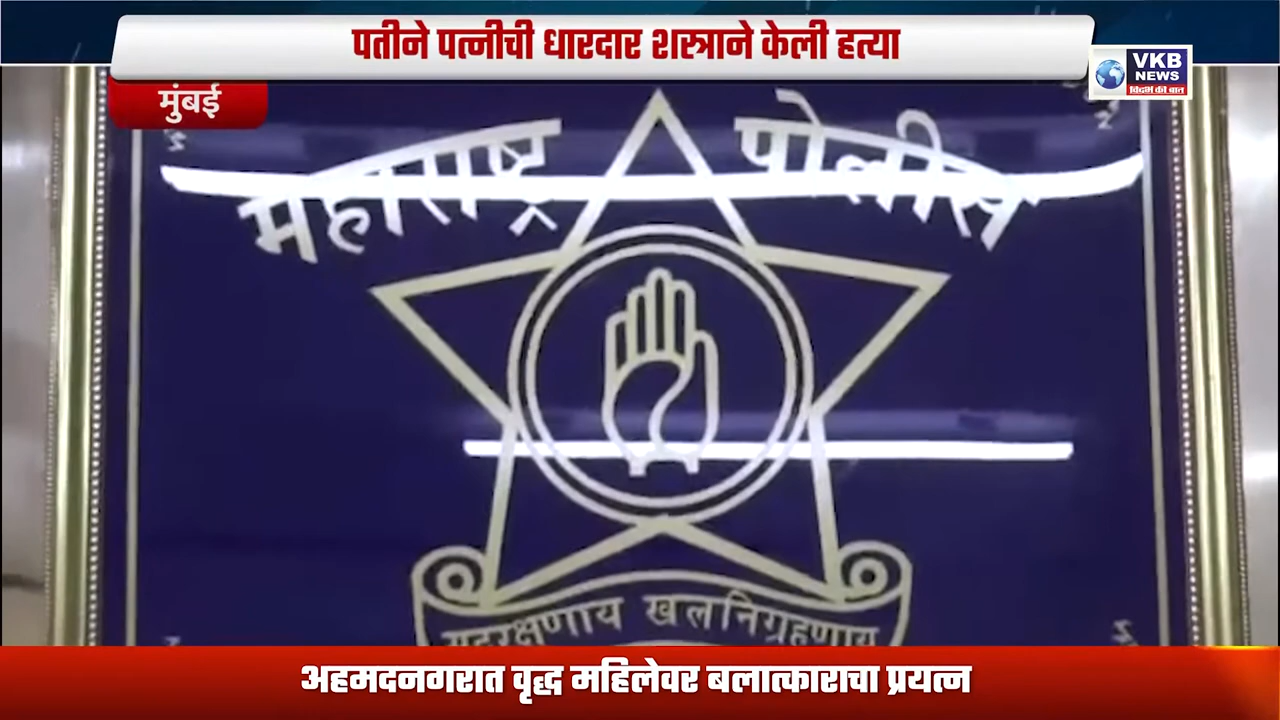 पतीने पत्नीची धारदार शस्त्राने केली हत्या
VKB
NEWS
विदर्भ की बात
मुंबई
महाराष्ट्र पोलीस
सद्रक्षणाय खलनिग्रहणाय
अहमदनगरात वृद्ध महिलेवर बलात्काराचा प्रयत्न